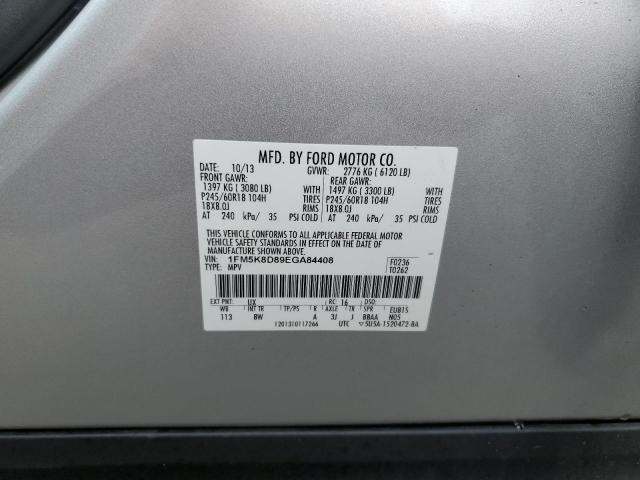 MFD. BY FORD MOTOR CO.
DATE: 10/13 GVWR: 2776 KG ( 6120 LB)
FRONT GAWR: REAR GAWR:
1397 KG ( 3080 LB) WITH 1497 KG ( 3300 LB) WITH
P245/60R18 104H TIRES P245/60R18 104H TIRES
18X8.0J RIMS 18X8.0J RIMS
AT 240 kPa/ 35 PSI COLD AT 240 kPa/ 35 PSI COLD
THIS VEHICLE CONFORMS TO ALL APPLICABLE FEDERAL MOTOR
VEHICLE SAFETY AND THEFT PREVENTION STANDARDS IN EFFECT ON THE DATE OF
MANUFACTURE SHOWN ABOVE.
VIN: 1FM5K8D89EGA84408 F0236
TYPE: MPV T0262
EXT PNT: UX RC: 16 DSO:
WB INT TR TP/PS R AXLE TR SPR EUB15
113 8W A 3J J BBAA N05
1201310117266 UTC ▽5U5A-1520472-BA